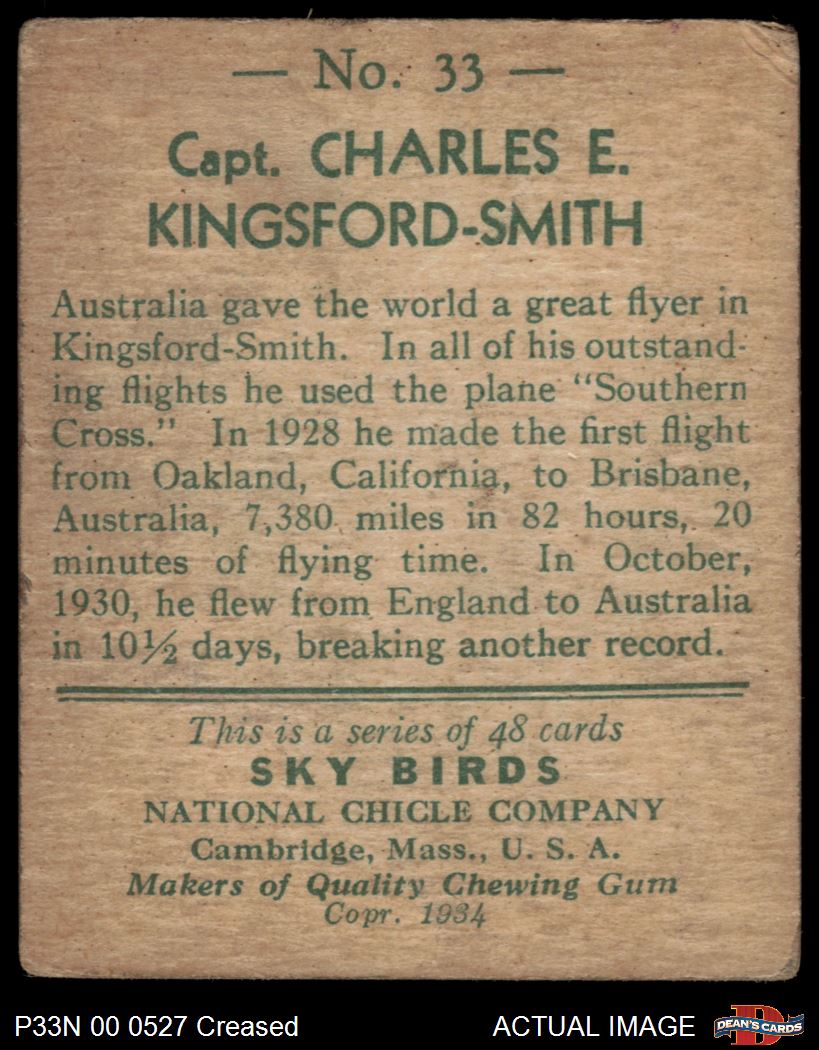 — No. 33 —
Capt. CHARLES E.
KINGSFORD-SMITH
Australia gave the world a great flyer in
Kingsford-Smith. In all of his outstand-
ing flights he used the plane "Southern
Cross." In 1928 he made the first flight
from Oakland, California, to Brisbane,
Australia, 7,380 miles in 82 hours, 20
minutes of flying time. In October,
1930, he flew from England to Australia
in 10½ days, breaking another record.
This is a series of 48 cards
SKY BIRDS
NATIONAL CHICLE COMPANY
Cambridge, Mass., U. S. A.
Makers of Quality Chewing Gum
Copr. 1934
P33N 00 0527 Creased
ACTUAL IMAGE
D
DEAN'S CARDS